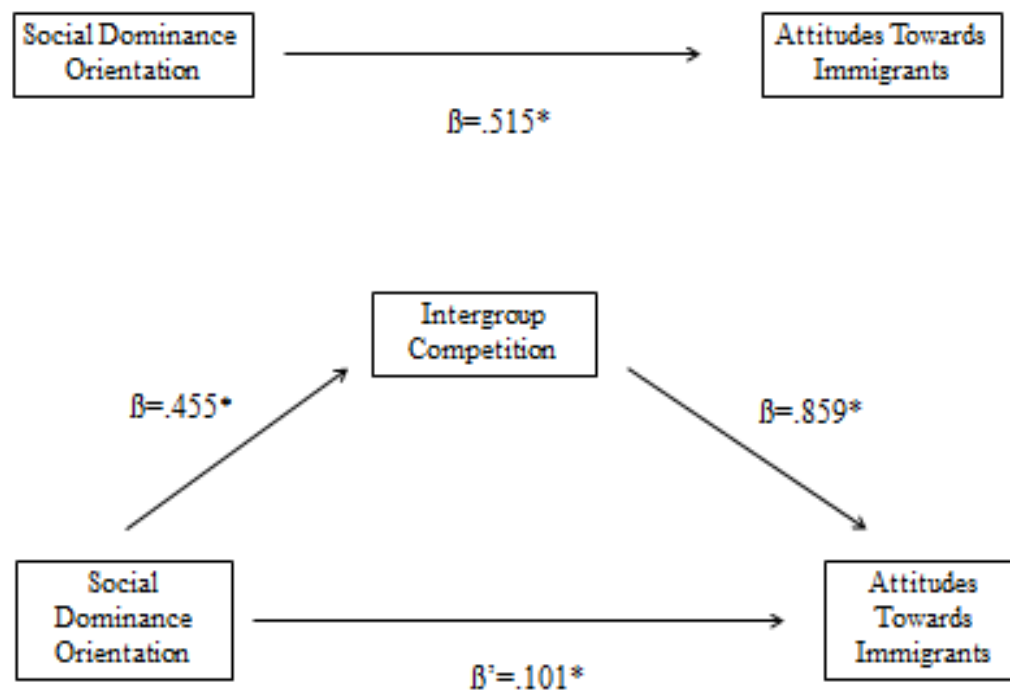 Social Dominance
Orientation
Attitudes Towards
Immigrants
ß=.515*
Intergroup
Competition
ß=.455*
ß=.859*
Social
Dominance
Orientation
Attitudes
Towards
Immigrants
ß’=.101*